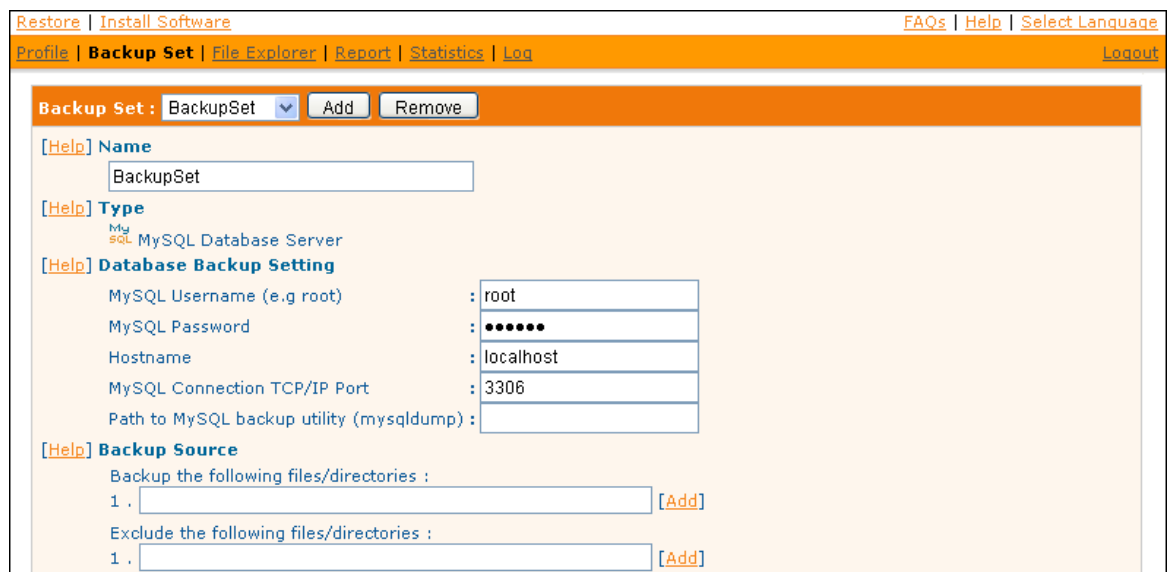 Restore | Install Software FAQs | Help | Select Language
Profile | Backup Set | File Explorer | Report | Statistics | Log Logout
Backup Set : BackupSet Add Remove
[Help] Name
BackupSet
[Help] Type
My SQL MySQL Database Server
[Help] Database Backup Setting
MySQL Username (e.g root) : root
MySQL Password : ●●●●●●
Hostname : localhost
MySQL Connection TCP/IP Port : 3306
Path to MySQL backup utility (mysqldump) :
[Help] Backup Source
Backup the following files/directories :
1 . [Add]
Exclude the following files/directories :
1 . [Add]